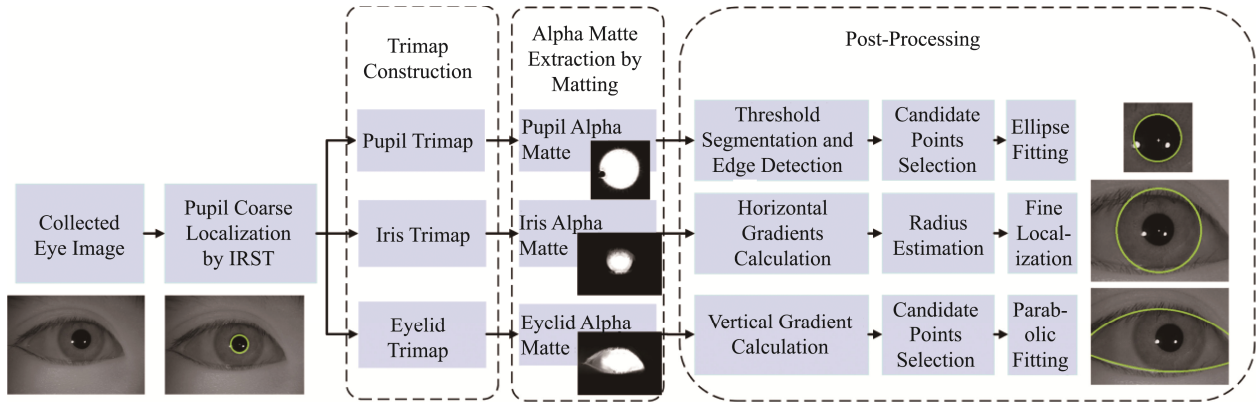 Trimap
Construction
Alpha Matte
Extraction by
Matting
Post-Processing
Collected
Eye Image
Pupil Coarse
Localization
by IRST
Pupil Trimap
Pupil Alpha
Matte
Threshold
Segmentation and
Edge Detection
Candidate
Points
Selection
Ellipse
Fitting
Iris Trimap
Iris Alpha
Matte
Horizontal
Gradients
Calculation
Radius
Estimation
Fine
Local-
ization
Eyelid
Trimap
Eyclid Alpha
Matte
Vertical Gradient
Calculation
Candidate
Points
Selection
Parab-
olic
Fitting